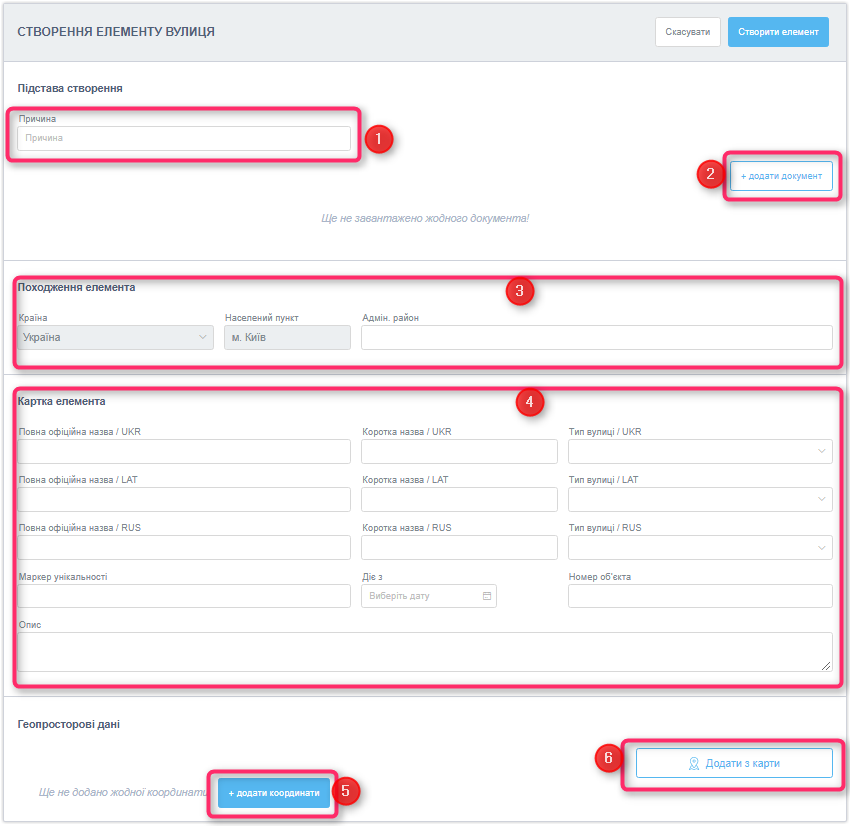 СТВОРЕННЯ ЕЛЕМЕНТУ ВУЛИЦЯ
Скасувати
Створити елемент
Підстава створення
Причина
Причина
1
2
+ додати документ
Ще не завантажено жодного документа!
Походження елемента
3
Країна
Населений пункт
Адмін. район
Україна
м. Київ
Картка елемента
4
Повна офіційна назва / UKR
Коротка назва / UKR
Тип вулиці / UKR
Повна офіційна назва / LAT
Коротка назва / LAT
Тип вулиці / LAT
Повна офіційна назва / RUS
Коротка назва / RUS
Тип вулиці / RUS
Маркер унікальності
Діє з
Номер об'єкта
Виберіть дату
Опис
Геопросторові дані
6
Додати з карти
Ще не додано жодної координати
+ додати координати
5